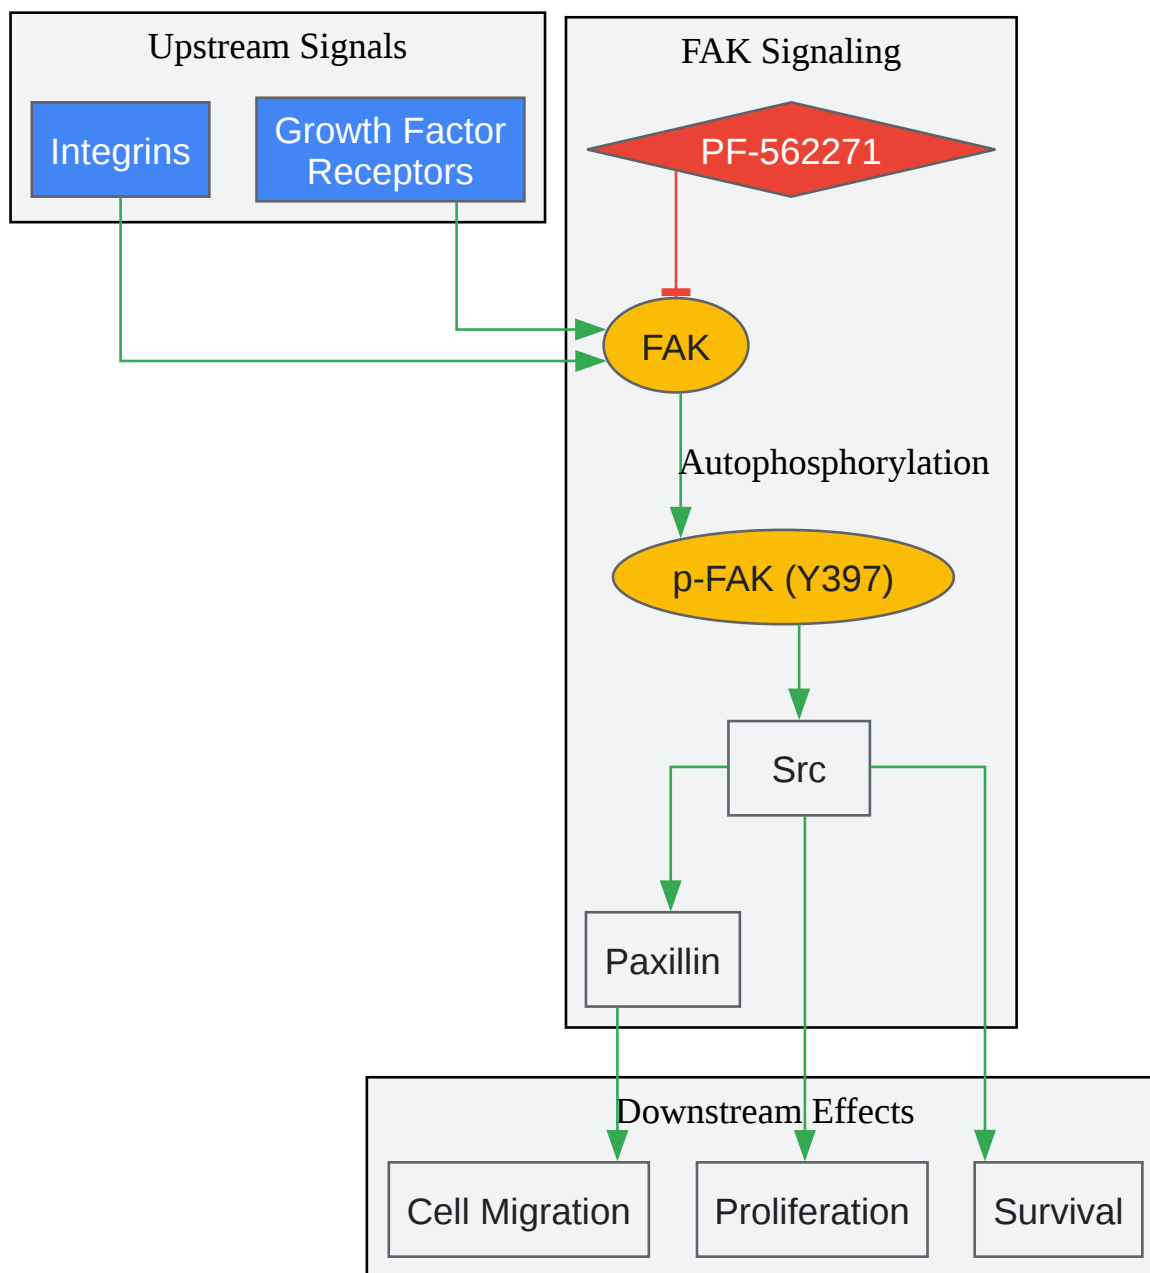 Upstream Signals
Integrins
Growth Factor
Receptors
FAK Signaling
PF-562271
FAK
Autophosphorylation
p-FAK (Y397)
Src
Paxillin
Downstream Effects
Cell Migration
Proliferation
Survival